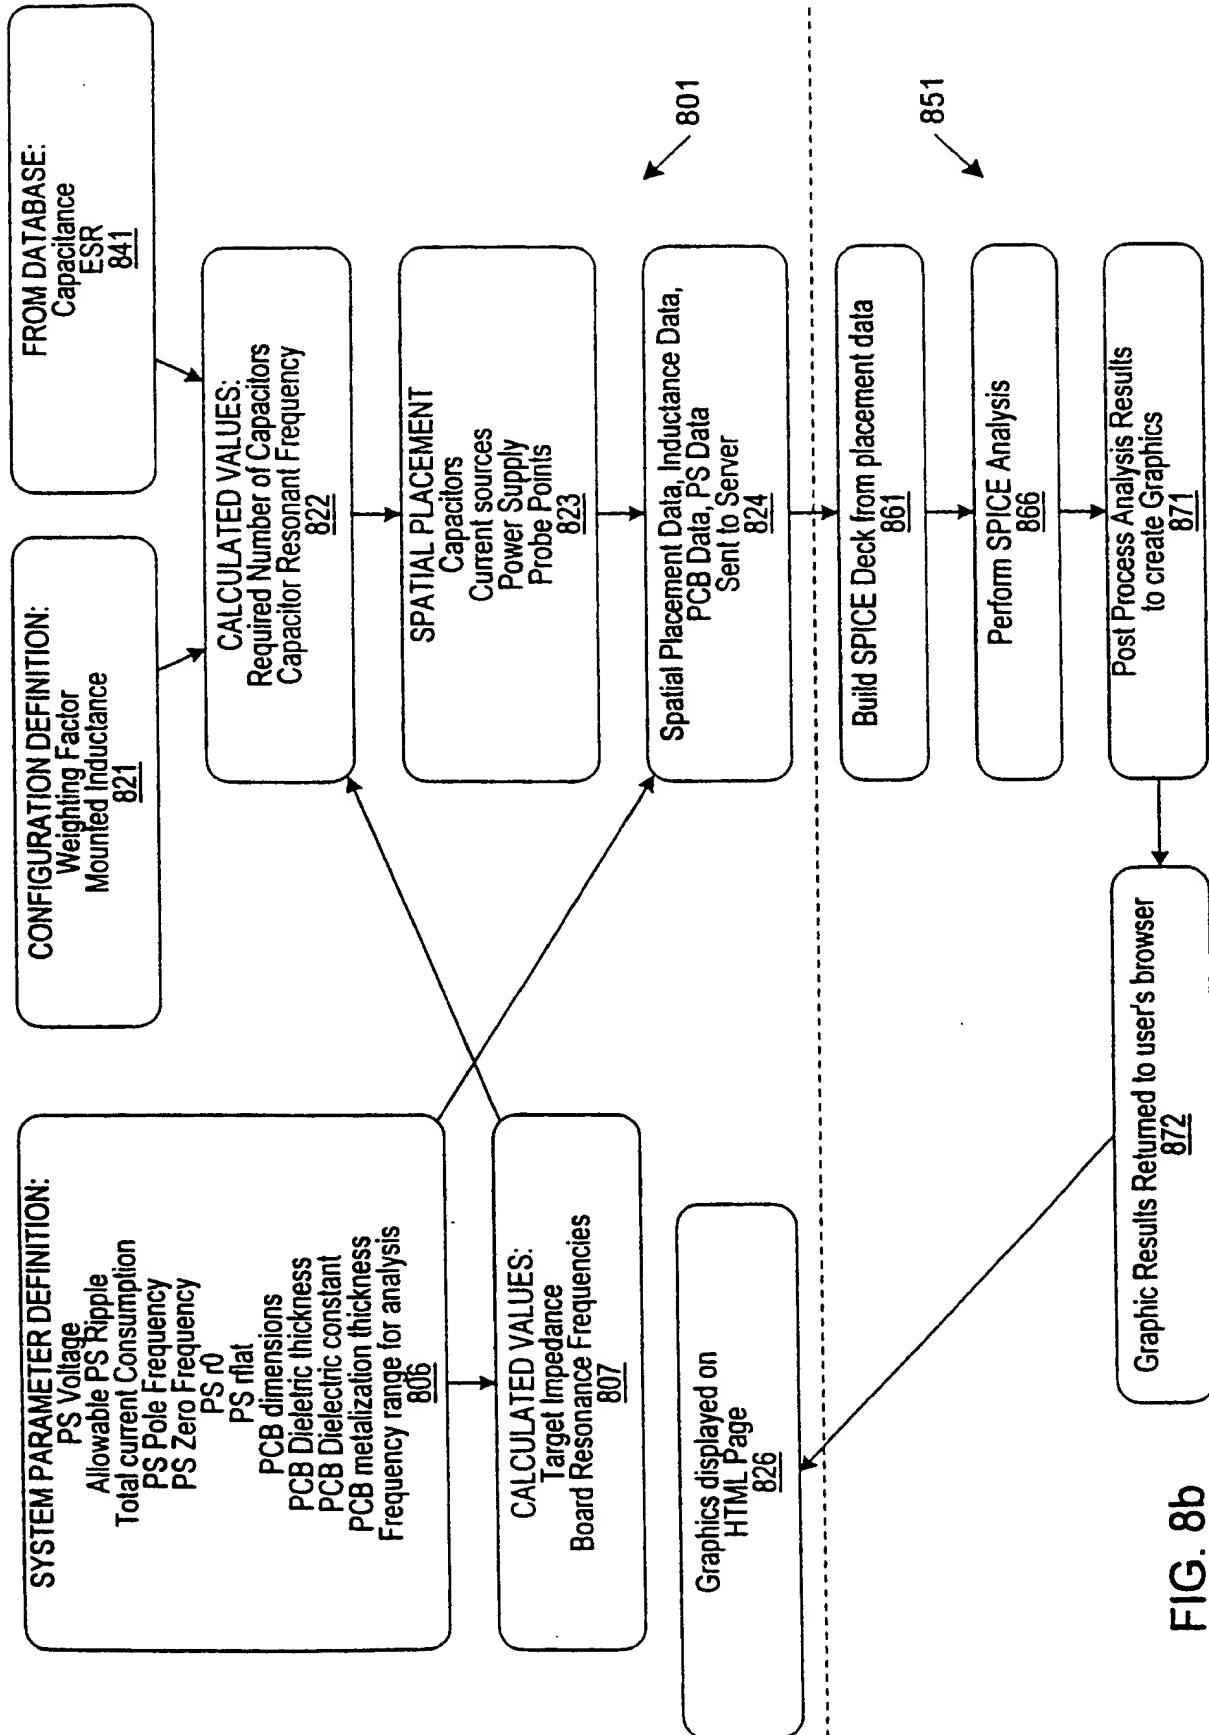 SYSTEM PARAMETER DEFINITION:
PS Voltage
Allowable PS Ripple
Total current Consumption
PS Pole Frequency
PS Zero Frequency
PS r0
PS rflat
PCB dimensions
PCB Dieletric thickness
PCB Dielectric constant
PCB metalization thickness
Frequency range for analysis
806
CALCULATED VALUES:
Target Impedance
Board Resonance Frequencies
807
Graphics displayed on
HTML Page
826
CONFIGURATION DEFINITION:
Weighting Factor
Mounted Inductance
821
FROM DATABASE:
Capacitance
ESR
841
CALCULATED VALUES:
Required Number of Capacitors
Capacitor Resonant Frequency
822
SPATIAL PLACEMENT
Capacitors
Current sources
Power Supply
Probe Points
823
Spatial Placement Data, Inductance Data,
PCB Data, PS Data
Sent to Server
824
801
851
Build SPICE Deck from placement data
861
Perform SPICE Analysis
866
Post Process Analysis Results
to create Graphics
871
Graphic Results Returned to user's browser
872
FIG. 8b